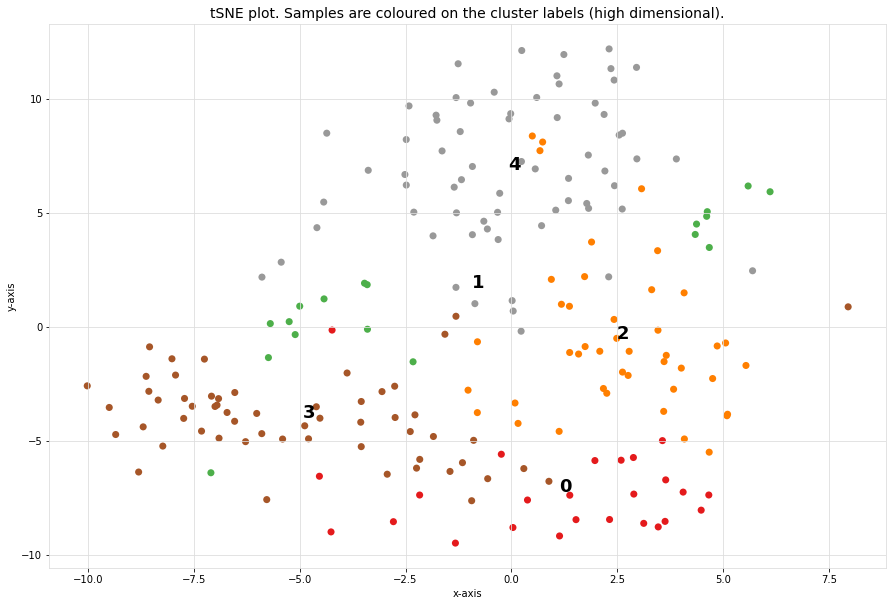 tSNE plot. Samples are coloured on the cluster labels (high dimensional).
10
5
0
−5
−10
y-axis
4
1
2
3
0
−10.0 −7.5 −5.0 −2.5 0.0 2.5 5.0 7.5
x-axis